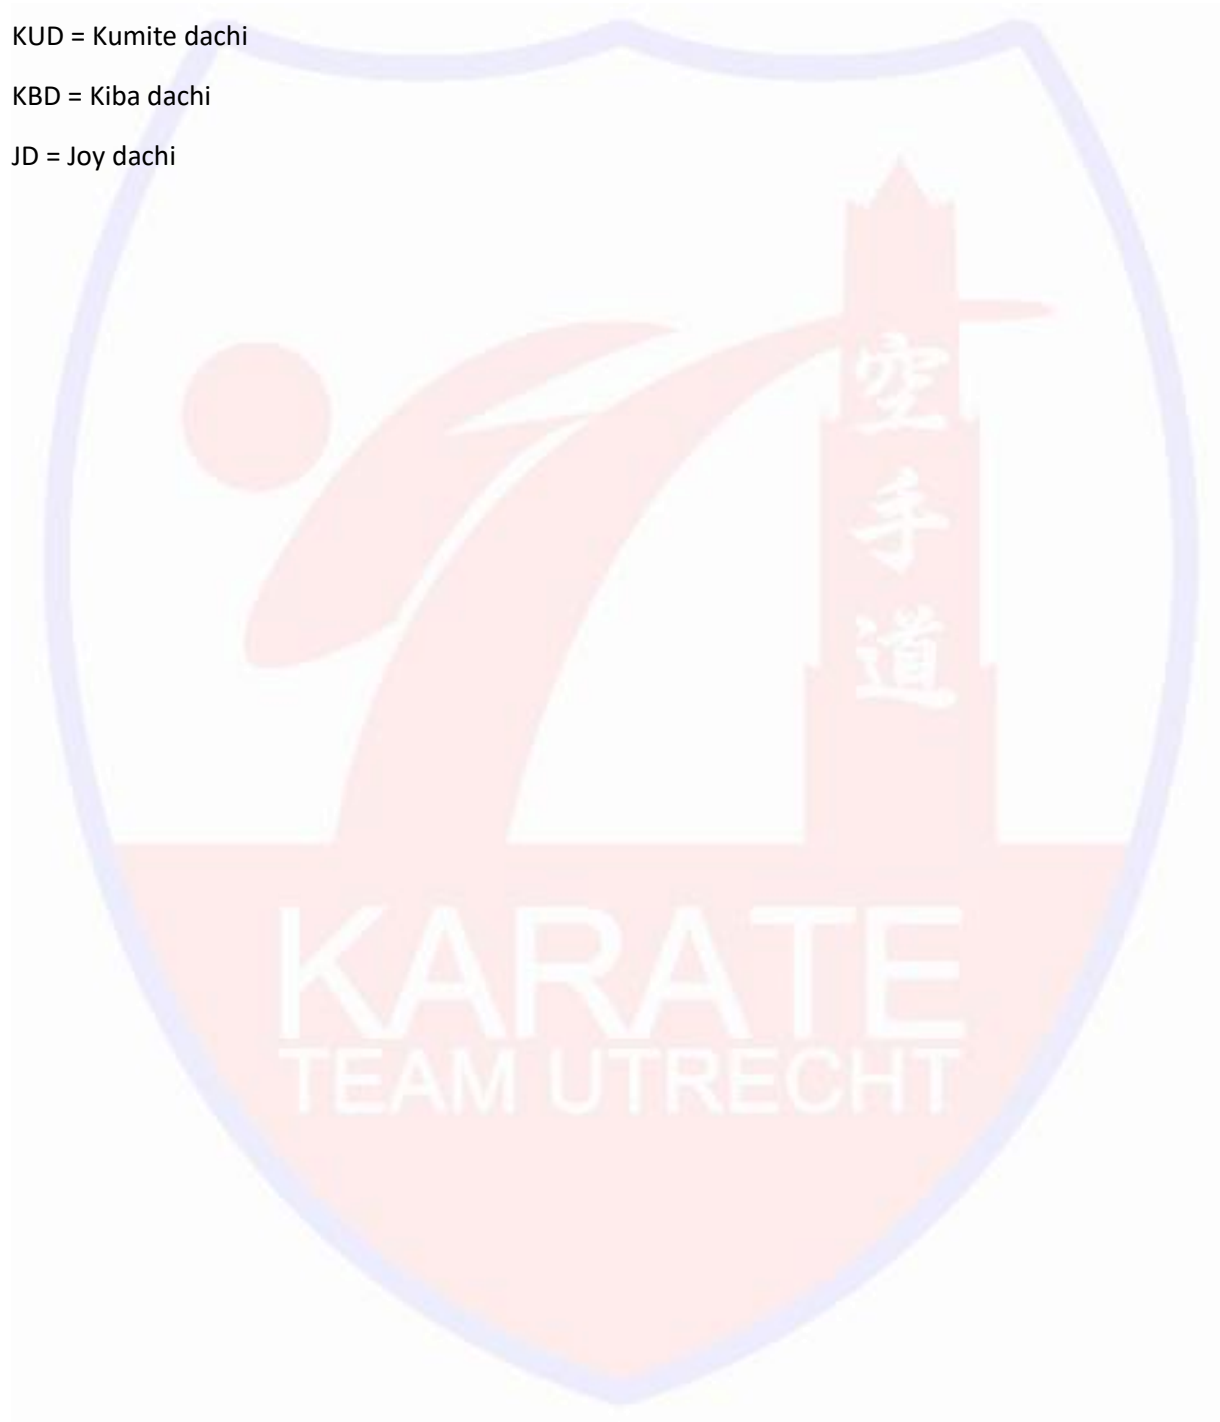 KUD = Kumite dachi
KBD = Kiba dachi
JD = Joy dachi
空
手
道
KARATE
TEAM UTRECHT